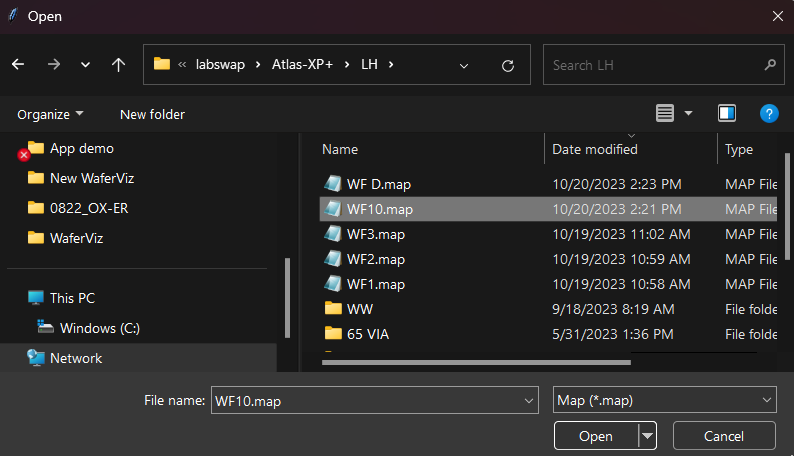 Open
« labswap › Atlas-XP+ › LH ›
Search LH
Organize
New folder
?
App demo
New WaferViz
0822_OX-ER
WaferViz
This PC
Windows (C:)
Network
Name Date modified Type
WF D.map 10/20/2023 2:23 PM MAP File
WF10.map 10/20/2023 2:21 PM MAP File
WF3.map 10/19/2023 11:02 AM MAP File
WF2.map 10/19/2023 10:59 AM MAP File
WF1.map 10/19/2023 10:58 AM MAP File
WW 9/18/2023 8:19 AM File folde
65 VIA 5/31/2023 1:36 PM File folde
File name: WF10.map
Map (*.map)
Open
Cancel